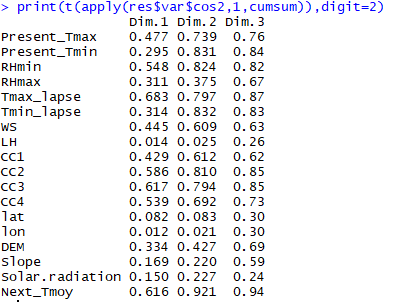 > print(t(apply(res$var$cos2,1,cumsum)),digit=2)
Dim.1 Dim.2 Dim.3
Present_Tmax 0.477 0.739 0.76
Present_Tmin 0.295 0.831 0.84
RHmin 0.548 0.824 0.82
RHmax 0.311 0.375 0.67
Tmax_lapse 0.683 0.797 0.87
Tmin_lapse 0.314 0.832 0.83
WS 0.445 0.609 0.63
LH 0.014 0.025 0.26
CC1 0.429 0.612 0.62
CC2 0.586 0.810 0.85
CC3 0.617 0.794 0.85
CC4 0.539 0.692 0.73
lat 0.082 0.083 0.30
lon 0.012 0.021 0.30
DEM 0.334 0.427 0.69
Slope 0.169 0.220 0.59
Solar.radiation 0.150 0.227 0.24
Next_Tmoy 0.616 0.921 0.94